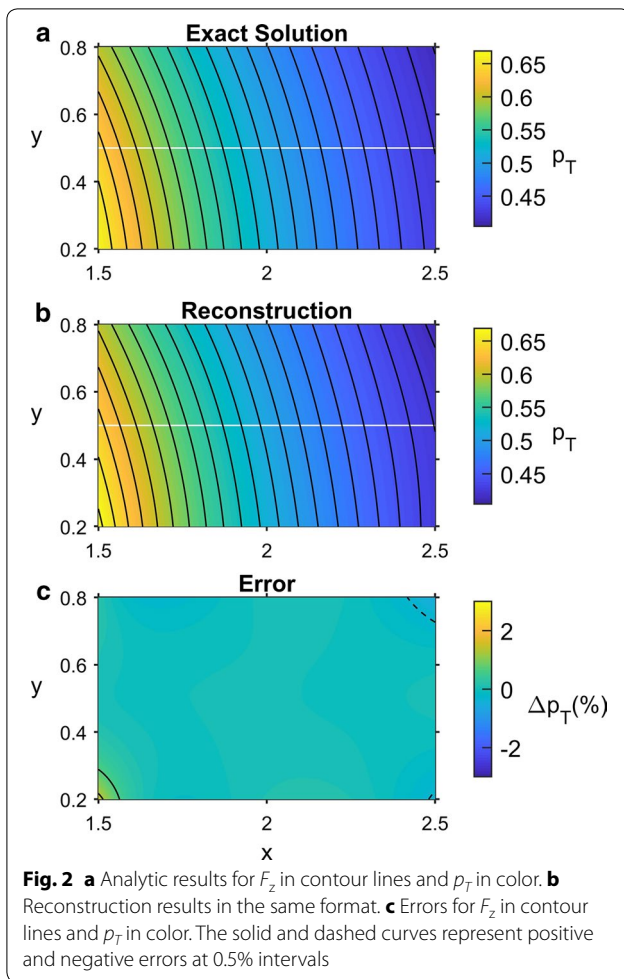 a
Exact Solution
0.8
0.6
0.4
0.2
y
1.5
2
2.5
0.65
0.6
0.55
0.5
0.45
p_T
b
Reconstruction
0.8
0.6
0.4
0.2
y
1.5
2
2.5
0.65
0.6
0.55
0.5
0.45
p_T
c
Error
0.8
0.6
0.4
0.2
y
1.5
2
2.5
x
2
0
-2
Δp_T(%)
Fig. 2 a Analytic results for F_z in contour lines and p_T in color. b
Reconstruction results in the same format. c Errors for F_z in contour
lines and p_T in color. The solid and dashed curves represent positive
and negative errors at 0.5% intervals